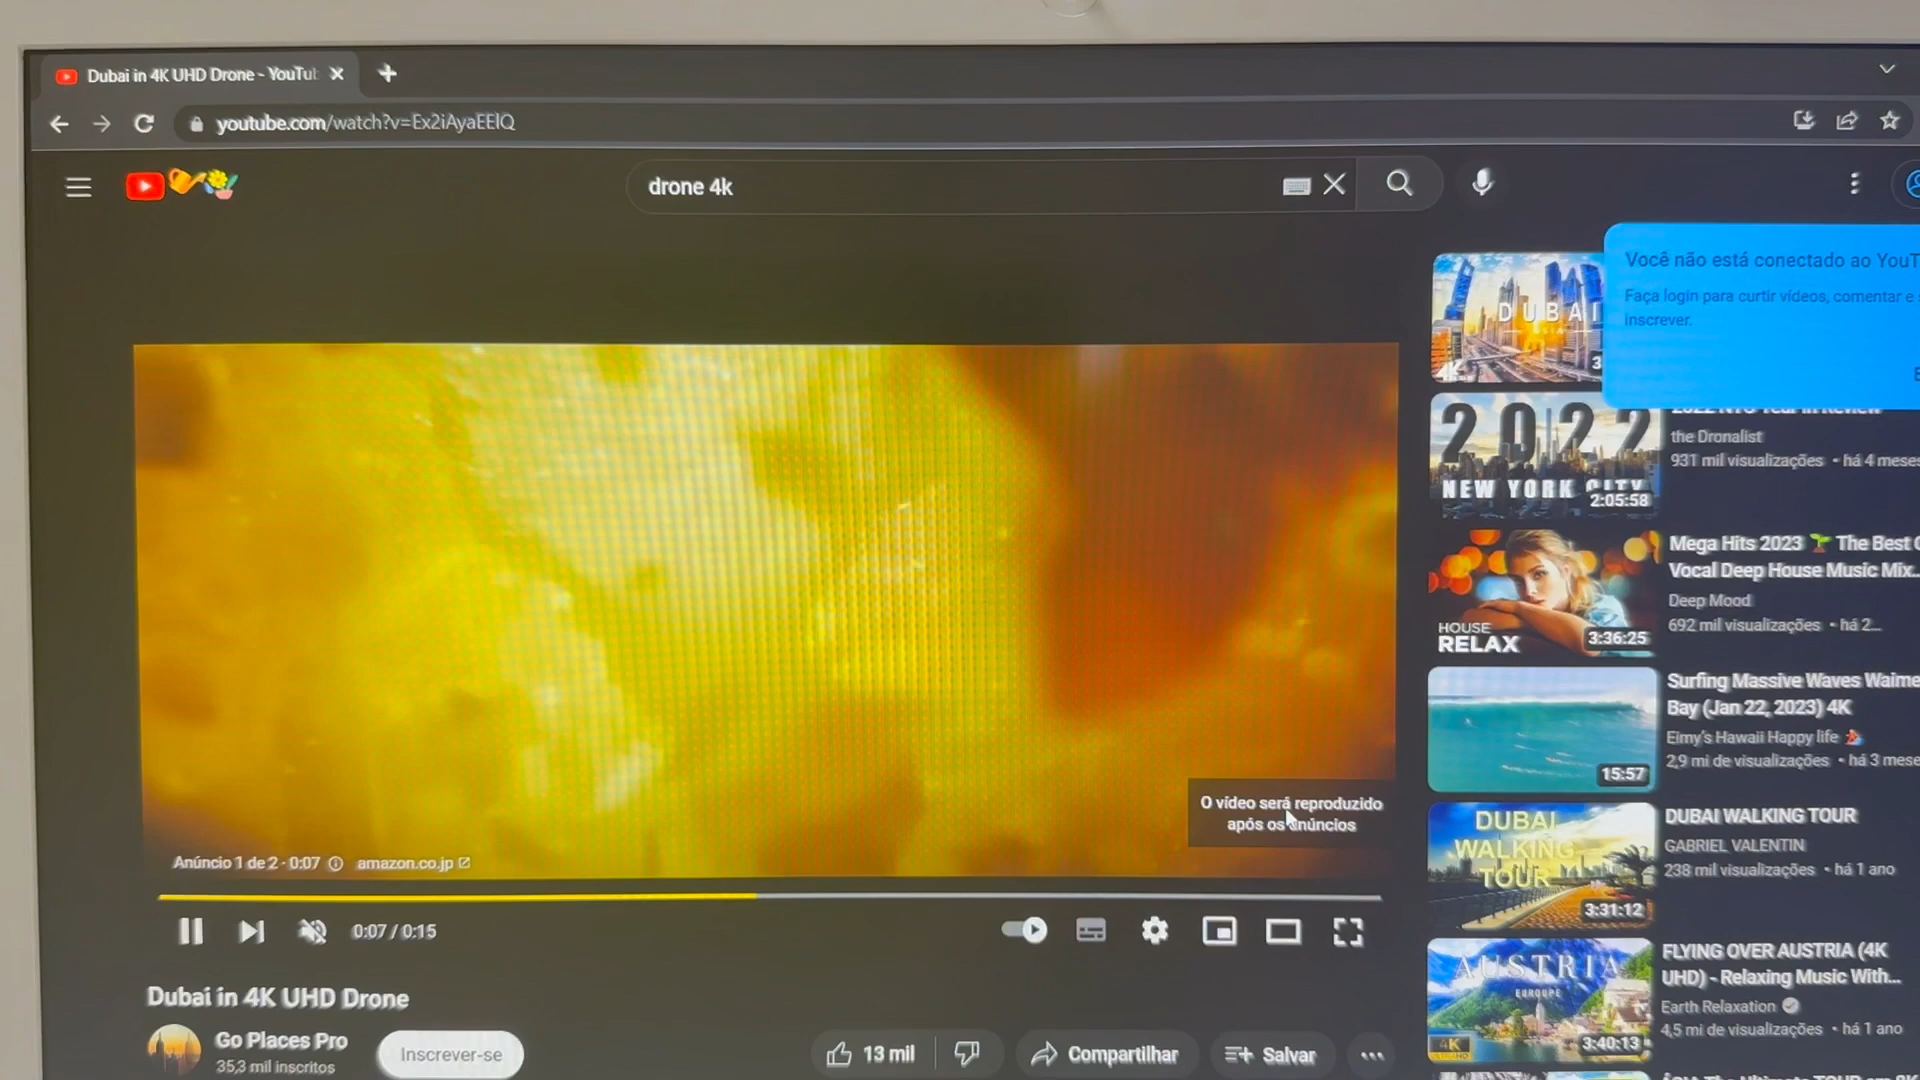 Dubai in 4K UHD Drone - YouTu
youtube.com/watch?v=Ex2iAyaEElQ
drone 4k
Você não está conectado ao YouT
Faça login para curtir vídeos, comentar e
inscrever.
DUBAI
4K
2022
NEW YORK CITY
2:05:58
the Dronalist
931 mil visualizações • há 4 meses
HOUSE
RELAX
3:36:25
Mega Hits 2023 The Best
Vocal Deep House Music Mix...
Deep Mood
692 mil visualizações • há 2...
15:57
Surfing Massive Waves Waime
Bay (Jan 22, 2023) 4K
Eimy's Hawaii Happy life
2,9 mi de visualizações • há 3 mese
DUBAI
WALKING
TOUR
3:31:12
DUBAI WALKING TOUR
GABRIEL VALENTIN
238 mil visualizações • há 1 ano
AUSTRIA
EUROUPE
4K
3:40:13
FLYING OVER AUSTRIA (4K
UHD) - Relaxing Music With...
Earth Relaxation
4,5 mi de visualizações • há 1 ano
O vídeo será reproduzido
após os anúncios
Anúncio 1 de 2 · 0:07 amazon.co.jp
0:07 / 0:15
Dubai in 4K UHD Drone
Go Places Pro
35,3 mil inscritos
Inscrever-se
13 mil
Compartilhar
Salvar